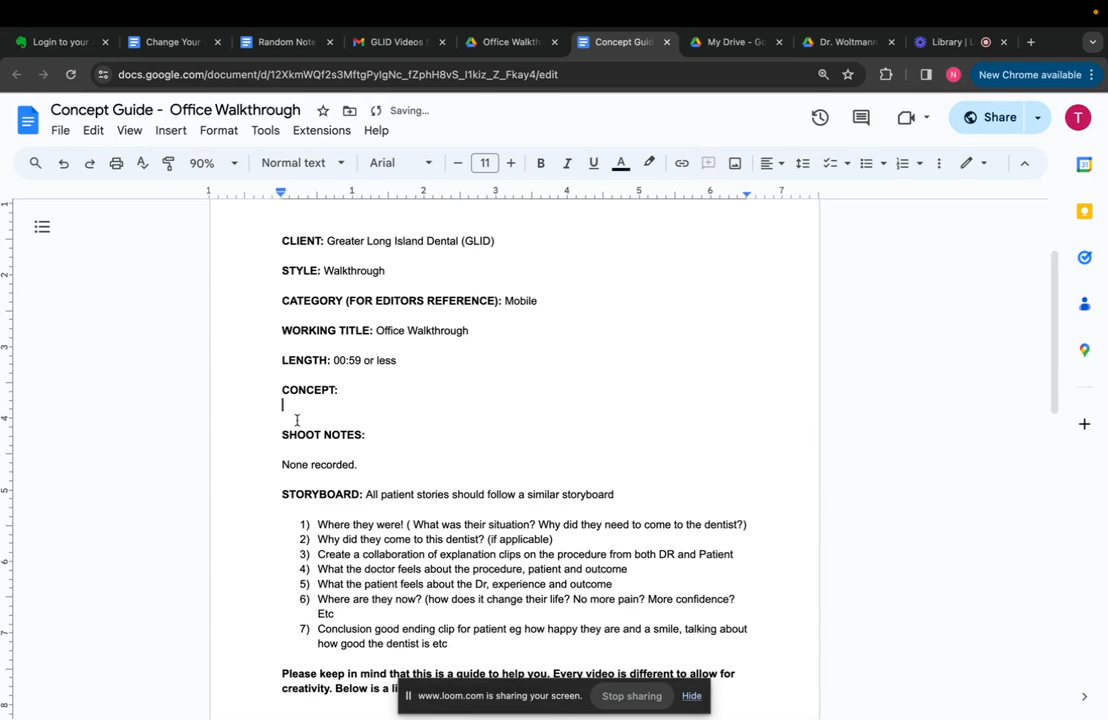 Login to your
Change Your
Random Note
GLID Videos
Office Walkth
Concept Guid
My Drive - Go
Dr. Woltmann
Library |
docs.google.com/document/d/12XkmWQf2s3MftgPylgNc_fZphH8vS_l1kiz_Z_Fkay4/edit
N
New Chrome available
Concept Guide - Office Walkthrough
Saving...
Share
T
File Edit View Insert Format Tools Extensions Help
90% Normal text Arial 11 B I U A
1 1 2 3 4 5 6 7
CLIENT: Greater Long Island Dental (GLID)
STYLE: Walkthrough
CATEGORY (FOR EDITORS REFERENCE): Mobile
WORKING TITLE: Office Walkthrough
LENGTH: 00:59 or less
CONCEPT:
SHOOT NOTES:
None recorded.
STORYBOARD: All patient stories should follow a similar storyboard
1) Where they were! ( What was their situation? Why did they need to come to the dentist?)
2) Why did they come to this dentist? (if applicable)
3) Create a collaboration of explanation clips on the procedure from both DR and Patient
4) What the doctor feels about the procedure, patient and outcome
5) What the patient feels about the Dr, experience and outcome
6) Where are they now? (how does it change their life? No more pain? More confidence?
Etc
7) Conclusion good ending clip for patient eg how happy they are and a smile, talking about
how good the dentist is etc
Please keep in mind that this is a guide to help you. Every video is different to allow for
creativity. Below is a li
www.loom.com is sharing your screen.
Stop sharing
Hide